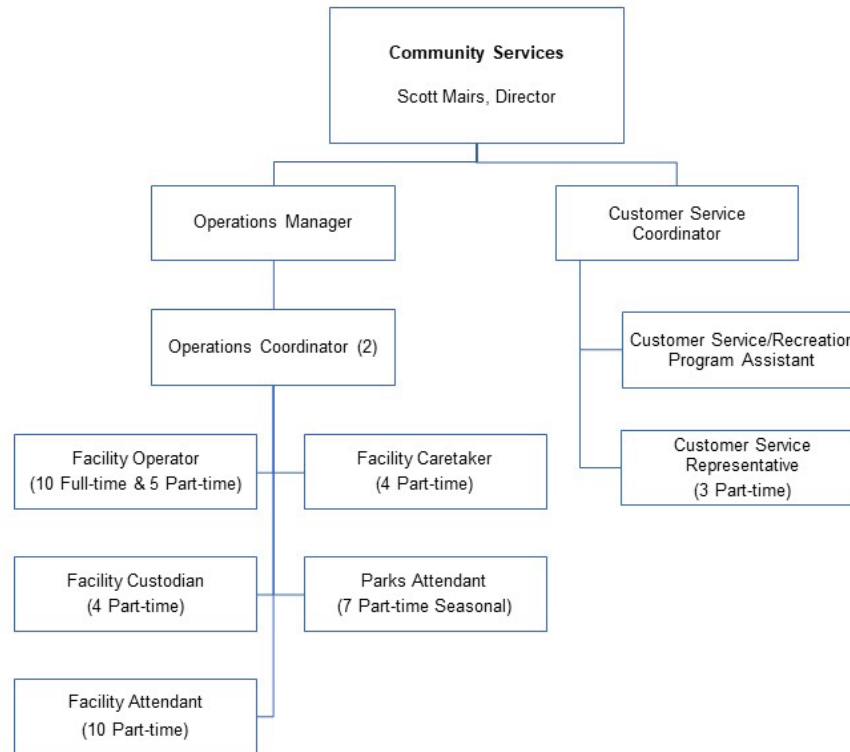 Community Services
Scott Mairs, Director
Operations Manager
Customer Service
Coordinator
Operations Coordinator (2)
Customer Service/Recreation
Program Assistant
Facility Operator
(10 Full-time & 5 Part-time)
Facility Caretaker
(4 Part-time)
Customer Service
Representative
(3 Part-time)
Facility Custodian
(4 Part-time)
Parks Attendant
(7 Part-time Seasonal)
Facility Attendant
(10 Part-time)